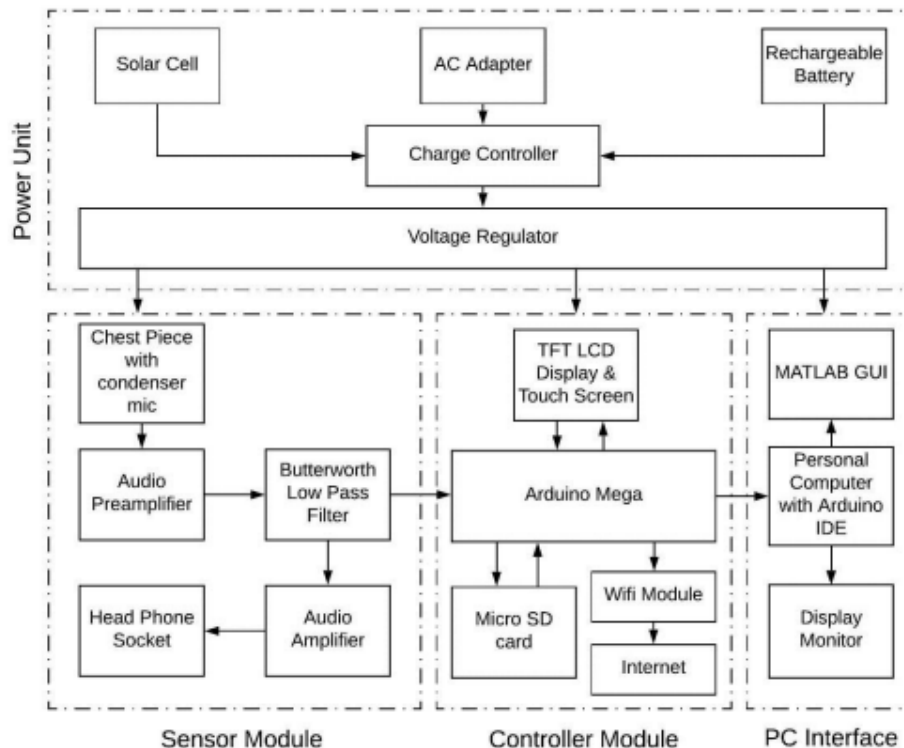 Solar Cell
AC Adapter
Rechargeable
Battery
Charge Controller
Power Unit
Voltage Regulator
Chest Piece
with
condenser
mic
TFT LCD
Display &
Touch Screen
MATLAB GUI
Audio
Preamplifier
Butterworth
Low Pass
Filter
Arduino Mega
Personal
Computer
with Arduino
IDE
Head Phone
Socket
Audio
Amplifier
Micro SD
card
Wifi Module
Internet
Display
Monitor
Sensor Module
Controller Module
PC Interface